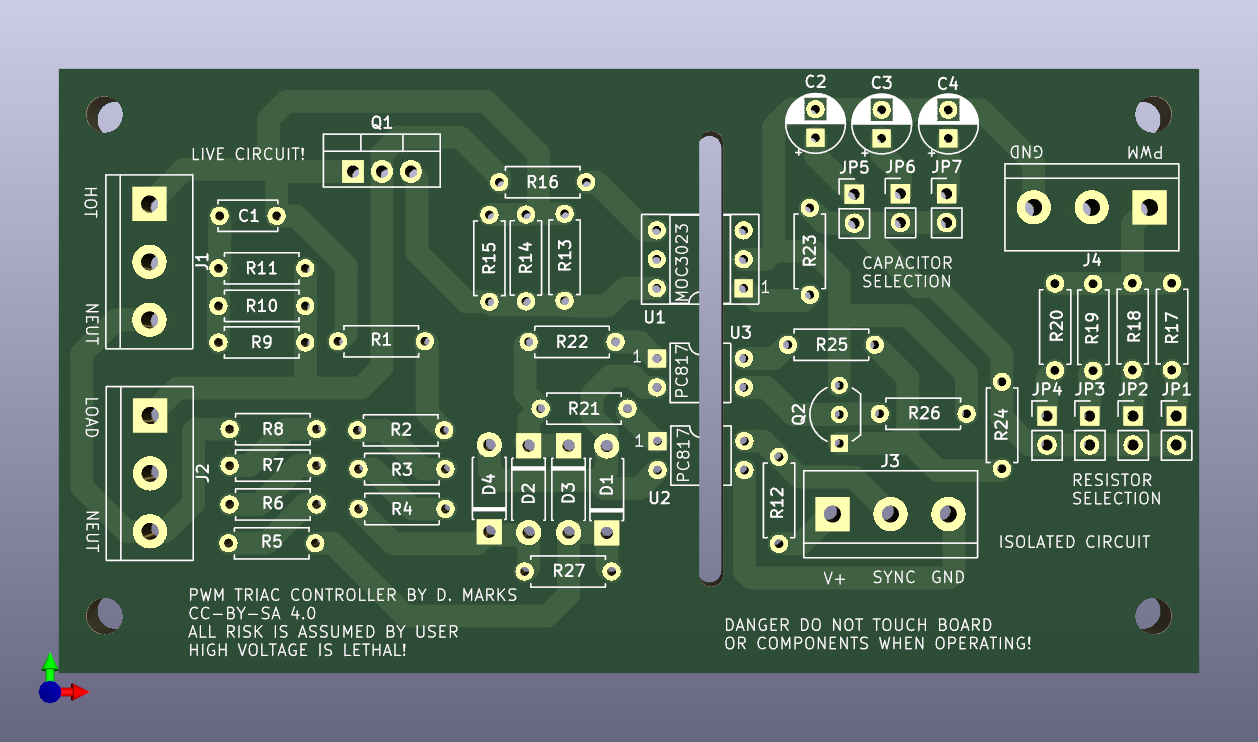 C2
C3
C4
Q1
LIVE CIRCUIT!
GND
PWM
+
+
+
JP5
JP6
JP7
HOT
R16
C1
R15
R14
R13
MOC3023
R23
J1
R11
CAPACITOR
SELECTION
J4
1
R10
NEUT
U1
R20
R19
R18
R17
R9
R1
R22
1
U3
R25
PC817
JP4
JP3
JP2
JP1
LOAD
R21
Q2
R26
R24
R8
R2
1
PC817
J3
R7
R3
J2
D4
D2
D3
D1
U2
RESISTOR
SELECTION
R6
R4
R12
NEUT
R5
ISOLATED CIRCUIT
R27
V+
SYNC
GND
PWM TRIAC CONTROLLER BY D. MARKS
CC-BY-SA 4.0
ALL RISK IS ASSUMED BY USER
HIGH VOLTAGE IS LETHAL!
DANGER DO NOT TOUCH BOARD
OR COMPONENTS WHEN OPERATING!